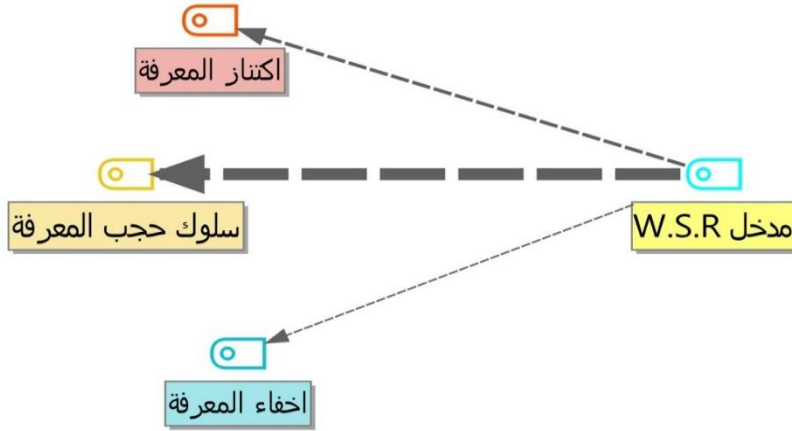 اكتناز المعرفة
سلوك حجب المعرفة
مدخل W.S.R
اخفاء المعرفة